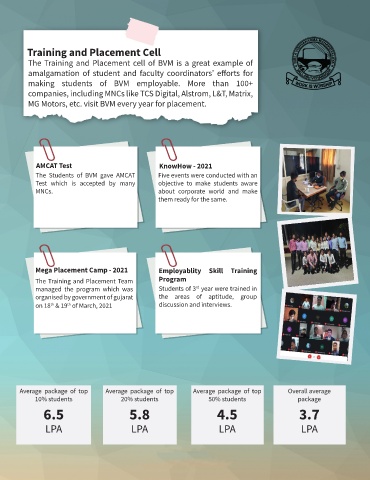 Training and Placement Cell
The Training and Placement cell of BVM is a great example of
amalgamation of student and faculty coordinators' efforts for
making students of BVM employable. More than 100+
companies, including MNCs like TCS Digital, Alstrom, L&T, Matrix,
MG Motors, etc. visit BVM every year for placement.
WORK IS WORSHIP
AMCAT Test
The Students of BVM gave AMCAT
Test which is accepted by many
MNCs.
KnowHow - 2021
Five events were conducted with an
objective to make students aware
about corporate world and make
them ready for the same.
Mega Placement Camp - 2021
The Training and Placement Team
managed the program which was
organised by government of gujarat
on 18th & 19th of March, 2021
Employablity Skill Training
Program
Students of 3rd year were trained in
the areas of aptitude, group
discussion and interviews.
Average package of top
10% students
6.5
LPA
Average package of top
20% students
5.8
LPA
Average package of top
50% students
4.5
LPA
Overall average
package
3.7
LPA